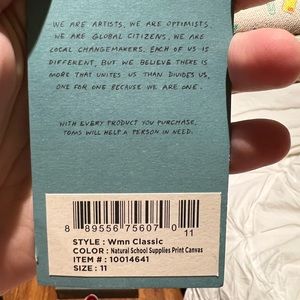 WE ARE ARTISTS, WE ARE OPTIMISTS.
WE ARE GLOBAL CITIZENS, WE ARE
LOCAL CHANGEMAKERS. EACH OF US IS
DIFFERENT, BUT WE BELIEVE THERE IS
MORE THAT UNITES US THAN DIVIDES US,
ONE FOR ONE BECAUSE WE ARE ONE.
WITH EVERY PRODUCT YOU PURCHASE,
TOMS WILL HELP A PERSON IN NEED.
8 89556 75607 0 11
STYLE : Wmn Classic
COLOR : Natural School Supplies Print Canvas
ITEM # : 10014641
SIZE : 11